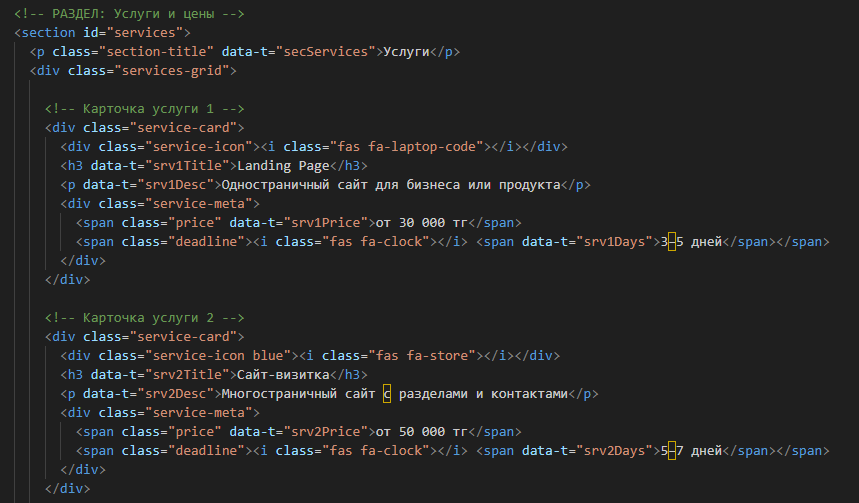 <!-- РАЗДЕЛ: Услуги и цены -->
<section id="services">
<p class="section-title" data-t="secServices">Услуги</p>
<div class="services-grid">
<!-- Карточка услуги 1 -->
<div class="service-card">
<div class="service-icon"><i class="fas fa-laptop-code"></i></div>
<h3 data-t="srv1Title">Landing Page</h3>
<p data-t="srv1Desc">Одностраничный сайт для бизнеса или продукта</p>
<div class="service-meta">
<span class="price" data-t="srv1Price">от 30 000 тг</span>
<span class="deadline"><i class="fas fa-clock"></i> <span data-t="srv1Days">3–5 дней</span></span>
</div>
</div>
<!-- Карточка услуги 2 -->
<div class="service-card">
<div class="service-icon blue"><i class="fas fa-store"></i></div>
<h3 data-t="srv2Title">Сайт-визитка</h3>
<p data-t="srv2Desc">Многостраничный сайт с разделами и контактами</p>
<div class="service-meta">
<span class="price" data-t="srv2Price">от 50 000 тг</span>
<span class="deadline"><i class="fas fa-clock"></i> <span data-t="srv2Days">5–7 дней</span></span>
</div>
</div>